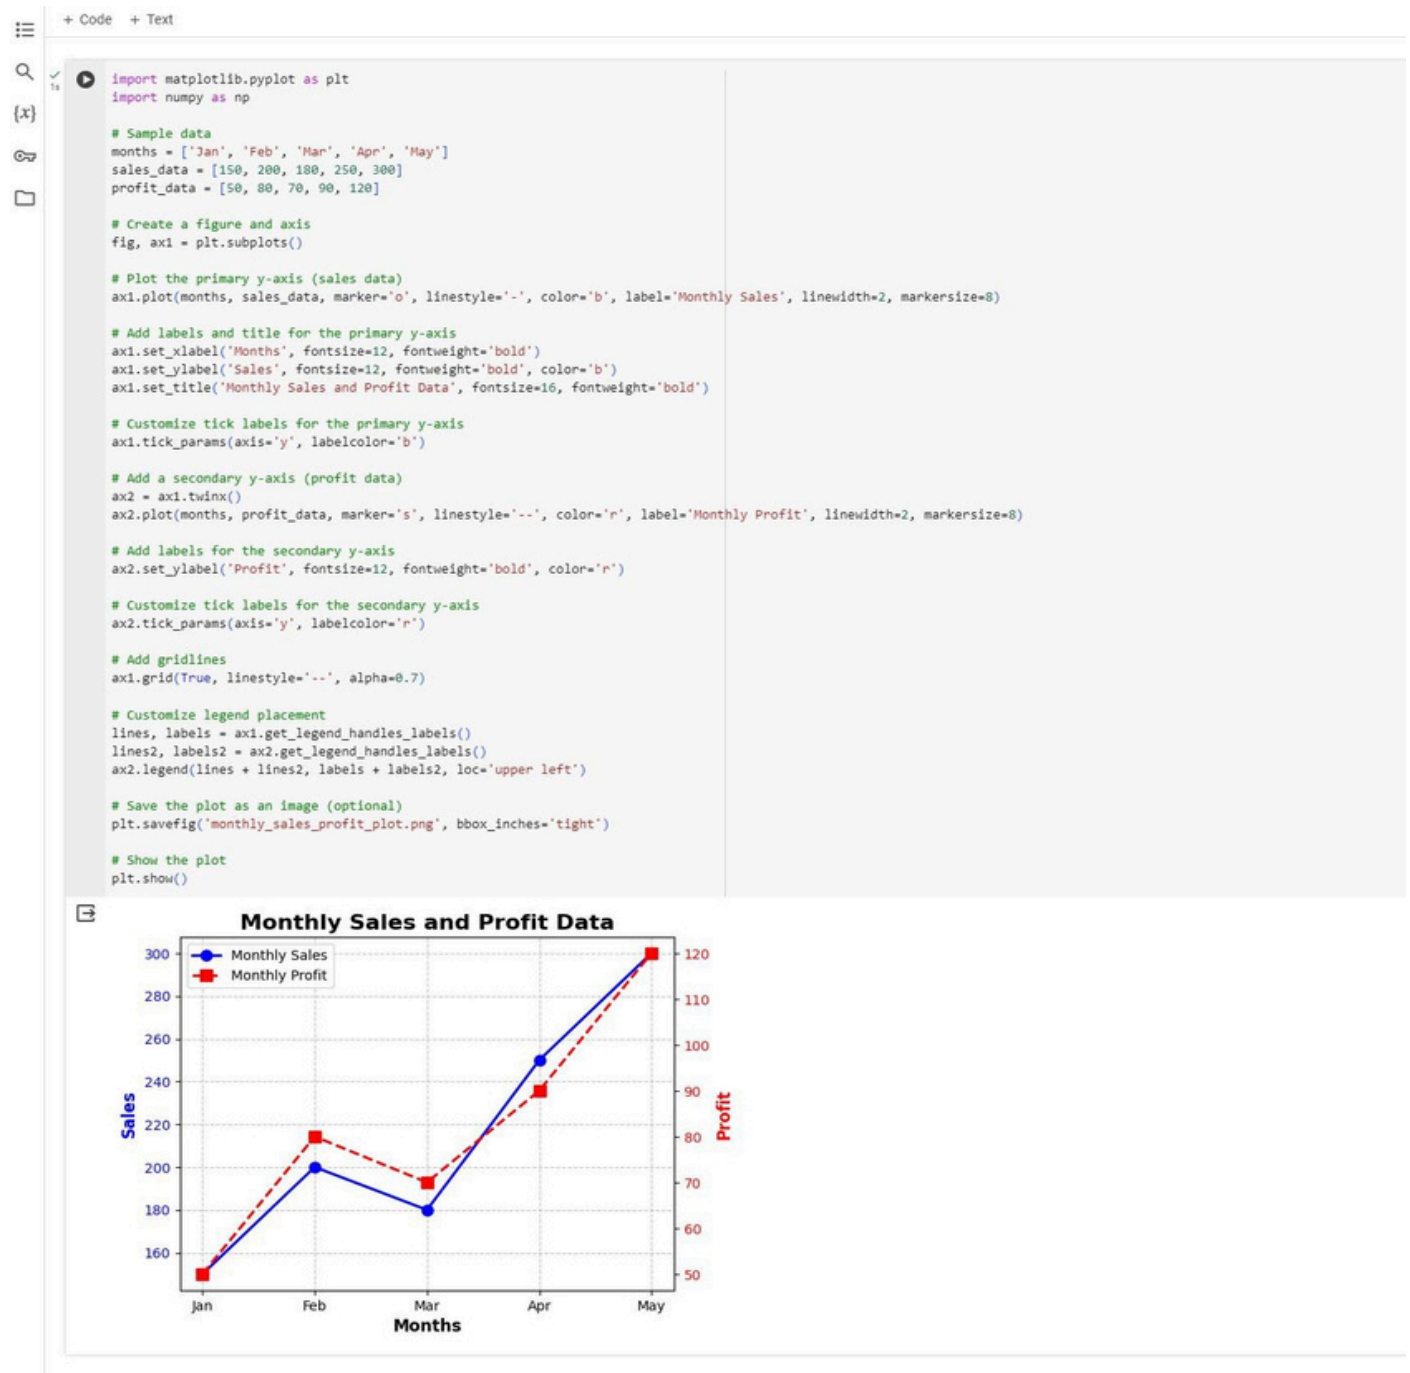 + Code + Text
{x}
1s
import matplotlib.pyplot as plt
import numpy as np
# Sample data
months = ['Jan', 'Feb', 'Mar', 'Apr', 'May']
sales_data = [150, 200, 180, 250, 300]
profit_data = [50, 80, 70, 90, 120]
# Create a figure and axis
fig, ax1 = plt.subplots()
# Plot the primary y-axis (sales data)
ax1.plot(months, sales_data, marker='o', linestyle='-', color='b', label='Monthly Sales', linewidth=2, markersize=8)
# Add labels and title for the primary y-axis
ax1.set_xlabel('Months', fontsize=12, fontweight='bold')
ax1.set_ylabel('Sales', fontsize=12, fontweight='bold', color='b')
ax1.set_title('Monthly Sales and Profit Data', fontsize=16, fontweight='bold')
# Customize tick labels for the primary y-axis
ax1.tick_params(axis='y', labelcolor='b')
# Add a secondary y-axis (profit data)
ax2 = ax1.twinx()
ax2.plot(months, profit_data, marker='s', linestyle='--', color='r', label='Monthly Profit', linewidth=2, markersize=8)
# Add labels for the secondary y-axis
ax2.set_ylabel('Profit', fontsize=12, fontweight='bold', color='r')
# Customize tick labels for the secondary y-axis
ax2.tick_params(axis='y', labelcolor='r')
# Add gridlines
ax1.grid(True, linestyle='--', alpha=0.7)
# Customize legend placement
lines, labels = ax1.get_legend_handles_labels()
lines2, labels2 = ax2.get_legend_handles_labels()
ax2.legend(lines + lines2, labels + labels2, loc='upper left')
# Save the plot as an image (optional)
plt.savefig('monthly_sales_profit_plot.png', bbox_inches='tight')
# Show the plot
plt.show()
Monthly Sales and Profit Data
Monthly Sales
Monthly Profit
300
280
260
240
220
200
180
160
Sales
120
110
100
90
80
70
60
50
Profit
Jan Feb Mar Apr May
Months